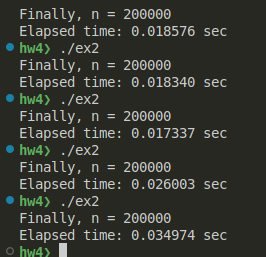 Finally, n = 200000
Elapsed time: 0.018576 sec
hw4❯ ./ex2
Finally, n = 200000
Elapsed time: 0.018340 sec
hw4❯ ./ex2
Finally, n = 200000
Elapsed time: 0.017337 sec
hw4❯ ./ex2
Finally, n = 200000
Elapsed time: 0.026003 sec
hw4❯ ./ex2
Finally, n = 200000
Elapsed time: 0.034974 sec
hw4❯